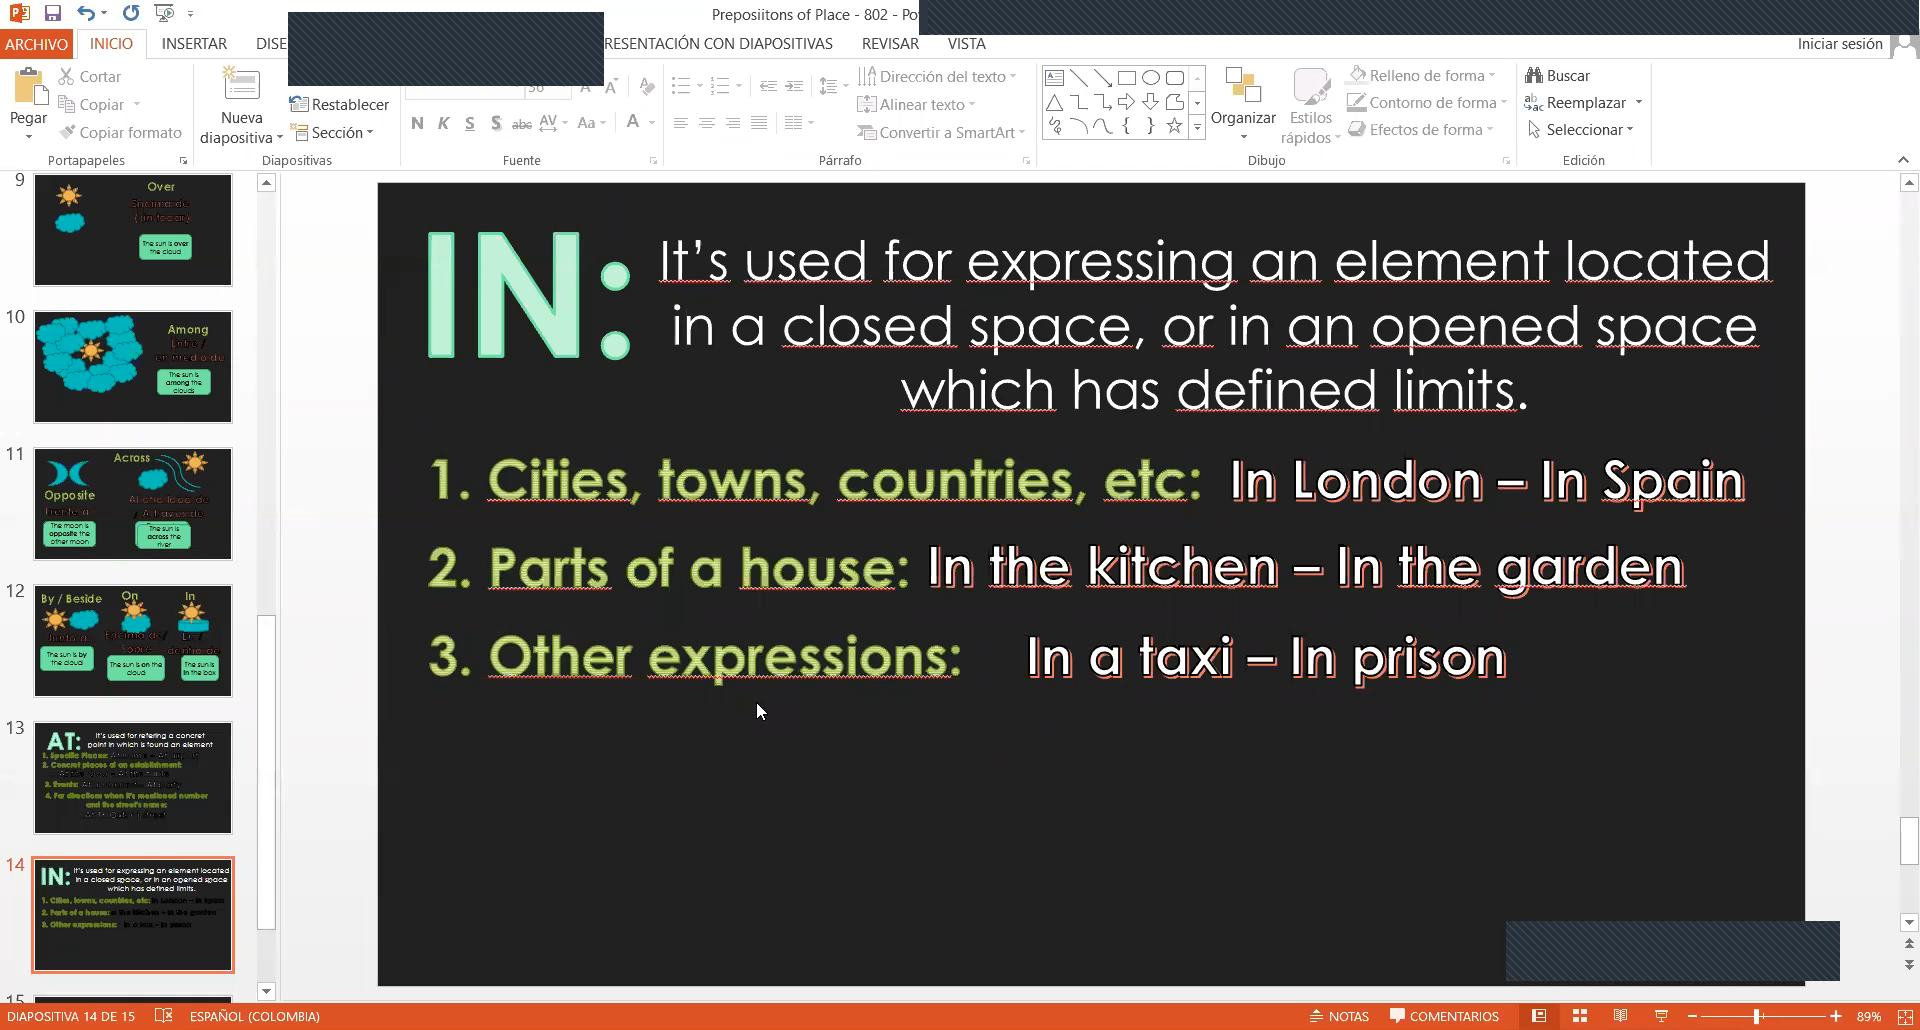 Preposiitons of Place - 802 - Po
ARCHIVO
INICIO
INSERTAR
DISE
RESENTACIÓN CON DIAPOSITIVAS
REVISAR
VISTA
Iniciar sesión
Pegar
Cortar
Copiar
Copiar formato
Portapapeles
Nueva
diapositiva
Restablecer
Sección
Diapositivas
36
N K S S abc AV Aa A
Fuente
Dirección del texto
Alinear texto
Convertir a SmartArt
Párrafo
Organizar
Estilos
rápidos
Relleno de forma
Contorno de forma
Efectos de forma
Dibujo
Buscar
Reemplazar
Seleccionar
Edición
9
Over
Encima de
The sun is over
the cloud
10
Among
Entre /
en medio de
The sun is
among the
clouds
11
Opposite
The moon is
opposite the
other moon
Across
Al otro lado de
/ A través de
The sun is
across the
river
12
By / Beside
Junto a
The sun is by
the cloud
On
Encima de/
Sobre
The sun is on the
cloud
In
En /
dentro de
The sun is
in the box
13
AT:
It's used for refering a concret
point in which is found an element
1. Specific Places:
2. Concret places of an establishment:
3. Events:
4. For directions when it's mentioned number
and the street's name:
14
IN:
It's used for expressing an element located
in a closed space, or in an opened space
which has defined limits.
1. Cities, towns, countries, etc: In London – In Spain
2. Parts of a house: In the kitchen – In the garden
3. Other expressions: In a taxi – In prison
15
IN:
It's used for expressing an element located
in a closed space, or in an opened space
which has defined limits.
1. Cities, towns, countries, etc: In London – In Spain
2. Parts of a house: In the kitchen – In the garden
3. Other expressions: In a taxi – In prison
DIAPOSITIVA 14 DE 15
ESPAÑOL (COLOMBIA)
NOTAS
COMENTARIOS
89%